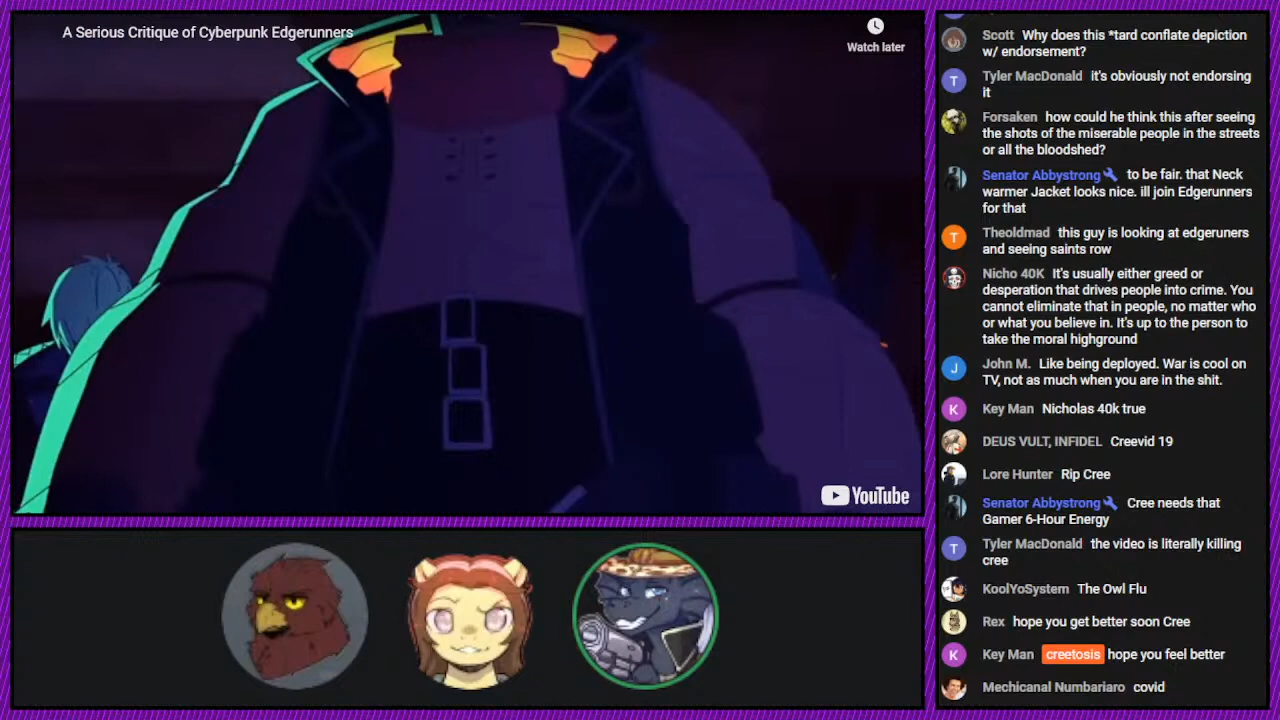 A Serious Critique of Cyberpunk Edgerunners
Watch later
YouTube
Scott Why does this *tard conflate depiction
w/ endorsement?
T
Tyler MacDonald it's obviously not endorsing
it
Forsaken how could he think this after seeing
the shots of the miserable people in the streets
or all the bloodshed?
Senator Abbystrong to be fair. that Neck
warmer Jacket looks nice. ill join Edgerunners
for that
T
Theoldmad this guy is looking at edgeruners
and seeing saints row
Nicho 40K It's usually either greed or
desperation that drives people into crime. You
cannot eliminate that in people, no matter who
or what you believe in. It's up to the person to
take the moral highground
J
John M. Like being deployed. War is cool on
TV, not as much when you are in the shit.
K
Key Man Nicholas 40k true
DEUS VULT, INFIDEL Creevid 19
Lore Hunter Rip Cree
Senator Abbystrong Cree needs that
Gamer 6-Hour Energy
T
Tyler MacDonald the video is literally killing
cree
KoolYoSystem The Owl Flu
Rex hope you get better soon Cree
K
Key Man creetosis hope you feel better
Mechicanal Numbariaro covid